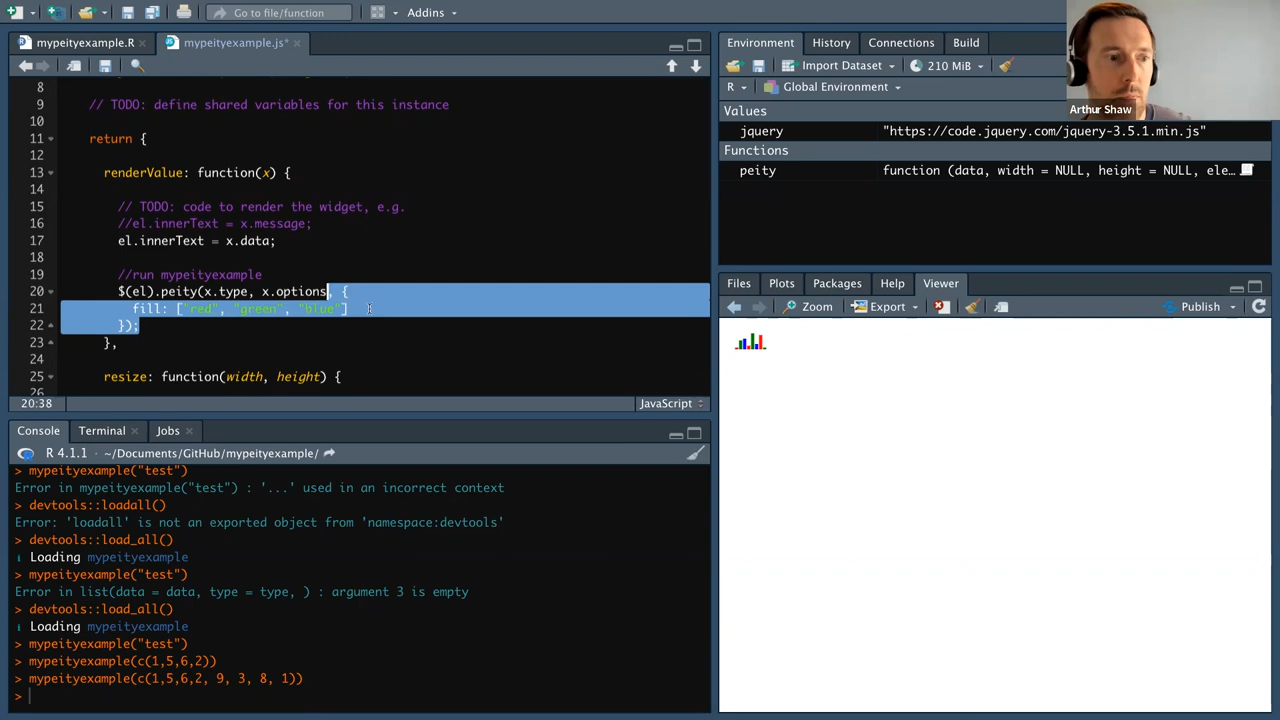 Go to file/function
Addins
mypeityexample.R
mypeityexample.js*
8
9 // TODO: define shared variables for this instance
10
11 return {
12
13 renderValue: function(x) {
14
15 // TODO: code to render the widget, e.g.
16 //el.innerText = x.message;
17 el.innerText = x.data;
18
19 //run mypeityexample
20 $(el).peity(x.type, x.options, {
21 fill: ["red", "green", "blue"]
22 });
23 },
24
25 resize: function(width, height) {
26
20:38
JavaScript
Console Terminal Jobs
R 4.1.1 · ~/Documents/GitHub/mypeityexample/
> mypeityexample("test")
Error in mypeityexample("test") : '...' used in an incorrect context
> devtools::loadall()
Error: 'loadall' is not an exported object from 'namespace:devtools'
> devtools::load_all()
i Loading mypeityexample
> mypeityexample("test")
Error in list(data = data, type = type, ) : argument 3 is empty
> devtools::load_all()
i Loading mypeityexample
> mypeityexample("test")
> mypeityexample(c(1,5,6,2))
> mypeityexample(c(1,5,6,2, 9, 3, 8, 1))
>
Environment History Connections Build
Import Dataset 210 MiB
R Global Environment
Values
jquery "https://code.jquery.com/jquery-3.5.1.min.js"
Functions
peity function (data, width = NULL, height = NULL, ele…
Files Plots Packages Help Viewer
Zoom Export Publish
Arthur Shaw